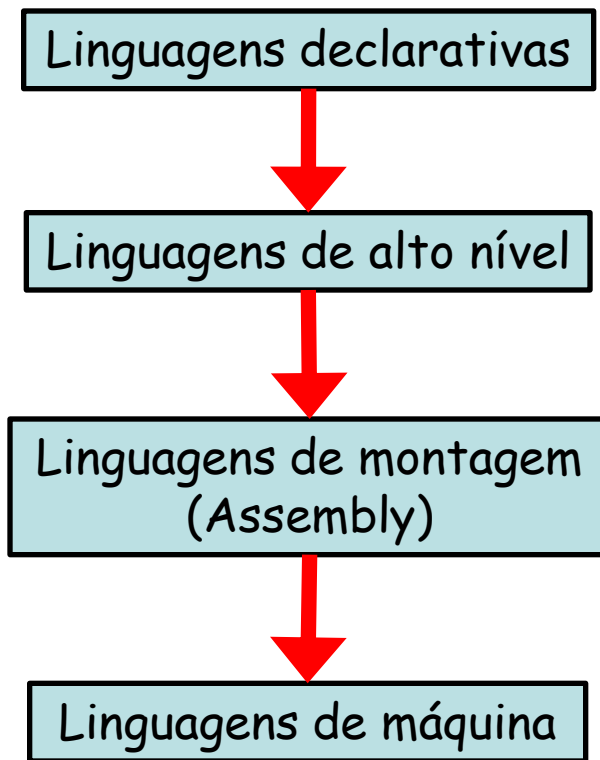 Linguagens declarativas
Linguagens de alto nível
Linguagens de montagem
(Assembly)
Linguagens de máquina